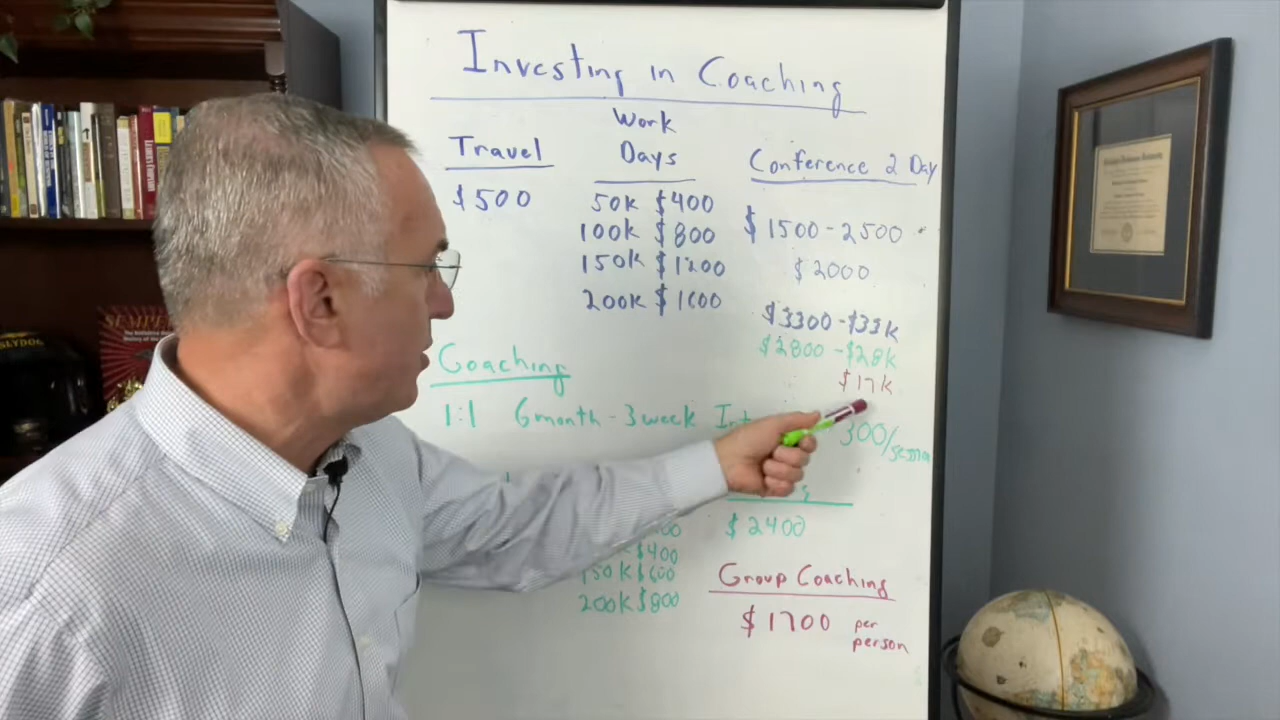 Investing in Coaching
Travel
$500
Work
Days
50k $400
100k $800
150k $1200
200k $1600
Conference 2 Day
$1500-2500
$2000
$3300-$33k
$2800-$28k
$17k
Coaching
1:1 6month-3week
300/session
$400
150k $600
200k $800
$2400
Group Coaching
$1700 per
person
SLYDOG